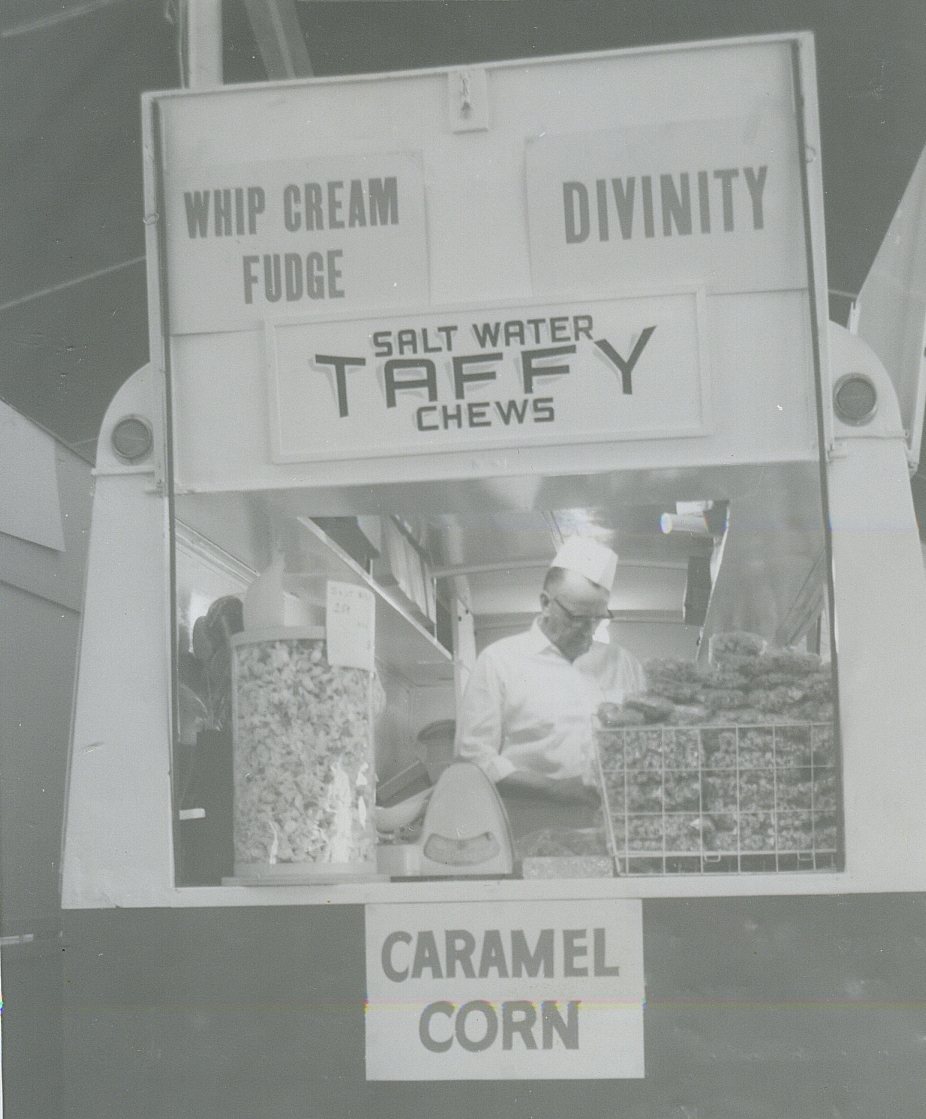 WHIP CREAM
FUDGE
DIVINITY
SALT WATER
TAFFY
CHEWS
CARAMEL
CORN